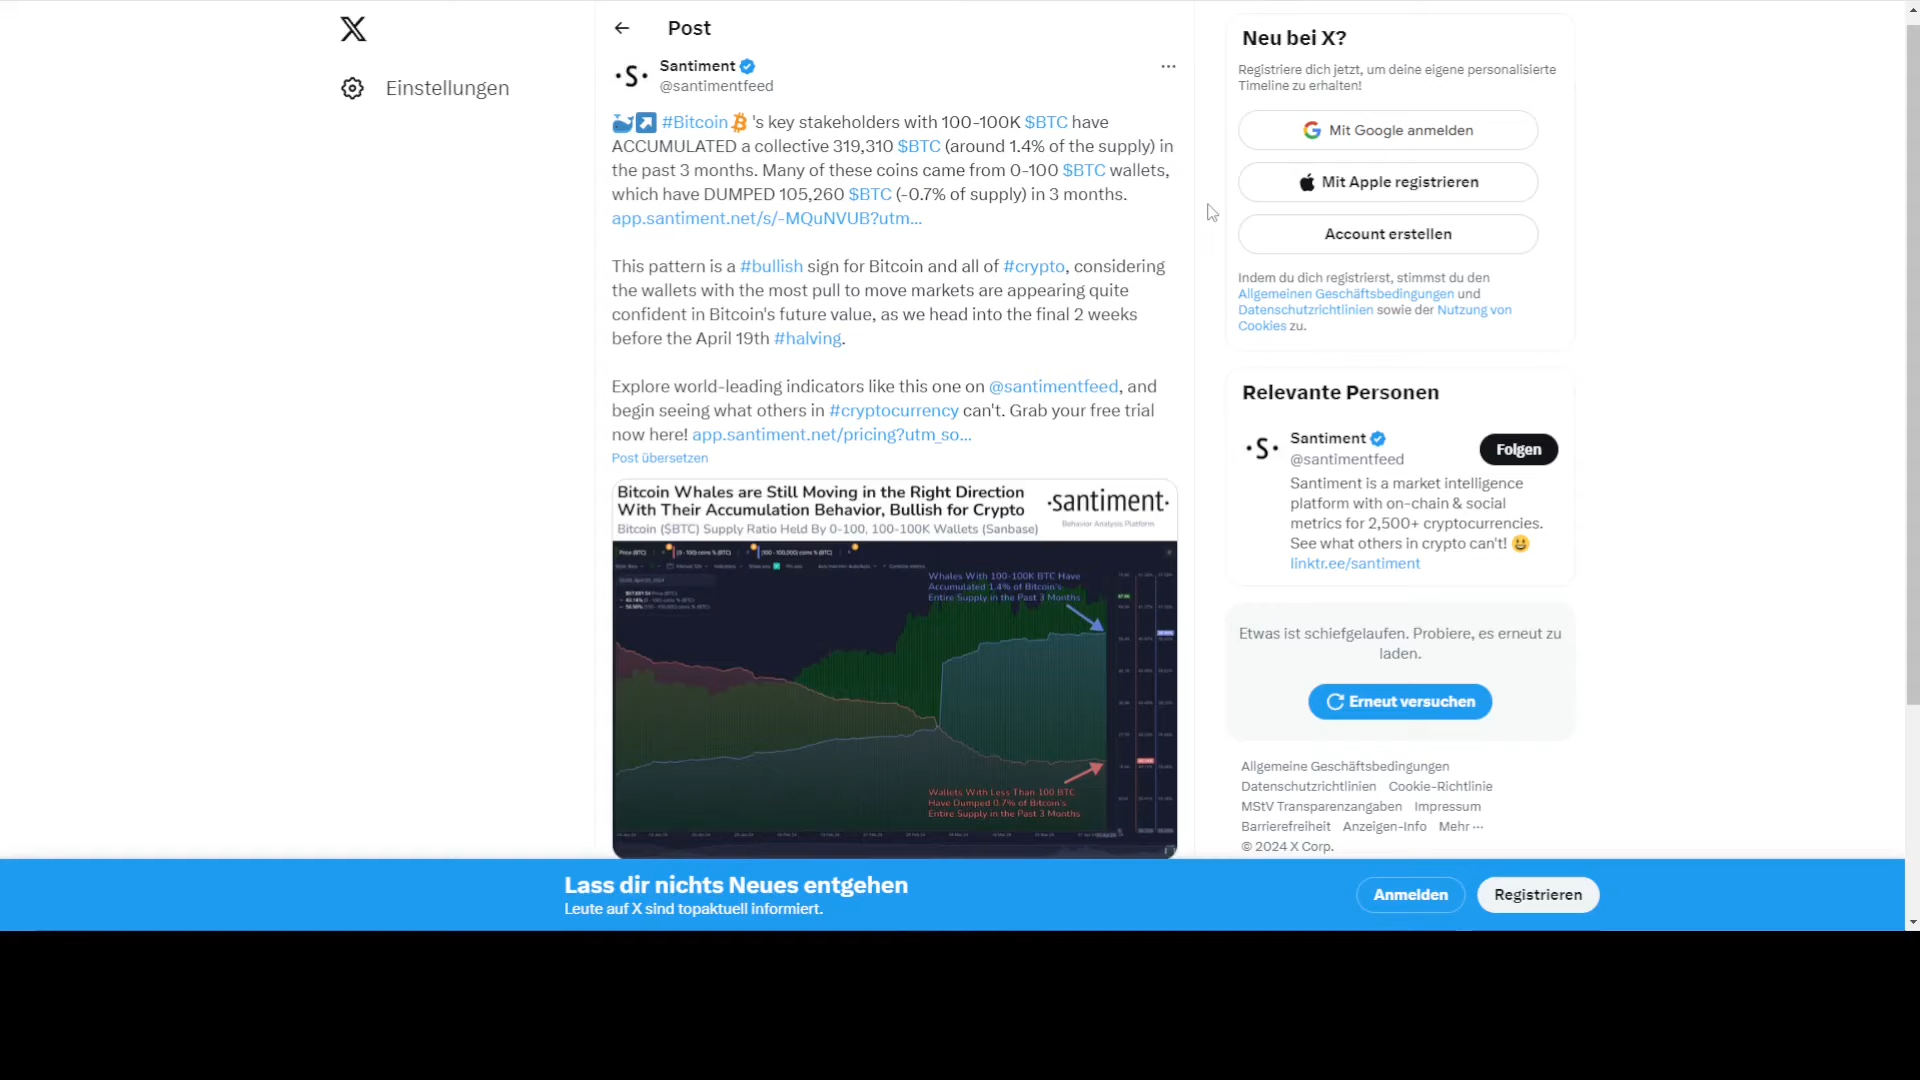 Post
Einstellungen
Santiment
@santimentfeed
#Bitcoin 's key stakeholders with 100-100K $BTC have
ACCUMULATED a collective 319,310 $BTC (around 1.4% of the supply) in
the past 3 months. Many of these coins came from 0-100 $BTC wallets,
which have DUMPED 105,260 $BTC (-0.7% of supply) in 3 months.
app.santiment.net/s/-MQuNVUB?utm...
This pattern is a #bullish sign for Bitcoin and all of #crypto, considering
the wallets with the most pull to move markets are appearing quite
confident in Bitcoin's future value, as we head into the final 2 weeks
before the April 19th #halving.
Explore world-leading indicators like this one on @santimentfeed, and
begin seeing what others in #cryptocurrency can't. Grab your free trial
now here! app.santiment.net/pricing?utm_so...
Post übersetzen
Bitcoin Whales are Still Moving in the Right Direction
With Their Accumulation Behavior, Bullish for Crypto
Bitcoin ($BTC) Supply Ratio Held By 0-100, 100-100K Wallets (Sanbase)
·santiment·
Behavior Analysis Platform
Whales With 100-100K BTC Have
Accumulated 1.4% of Bitcoin's
Entire Supply in the Past 3 Months
Wallets With Less Than 100 BTC
Have Dumped 0.7% of Bitcoin's
Entire Supply in the Past 3 Months
Neu bei X?
Registriere dich jetzt, um deine eigene personalisierte
Timeline zu erhalten!
Mit Google anmelden
Mit Apple registrieren
Account erstellen
Indem du dich registrierst, stimmst du den
Allgemeinen Geschäftsbedingungen und
Datenschutzrichtlinien sowie der Nutzung von
Cookies zu.
Relevante Personen
Santiment
@santimentfeed
Folgen
Santiment is a market intelligence
platform with on-chain & social
metrics for 2,500+ cryptocurrencies.
See what others in crypto can't!
linktr.ee/santiment
Etwas ist schiefgelaufen. Probiere, es erneut zu
laden.
Erneut versuchen
Allgemeine Geschäftsbedingungen
Datenschutzrichtlinien Cookie-Richtlinie
MStV Transparenzangaben Impressum
Barrierefreiheit Anzeigen-Info Mehr ···
© 2024 X Corp.
Lass dir nichts Neues entgehen
Leute auf X sind topaktuell informiert.
Anmelden
Registrieren